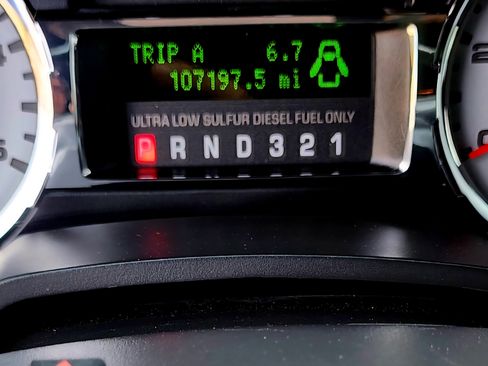 TRIP A 6.7
107197.5 mi
ULTRA LOW SULFUR DIESEL FUEL ONLY
P R N D 3 2 1